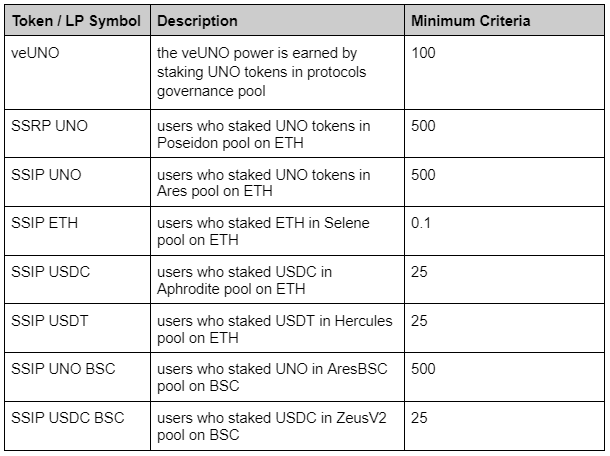 Token / LP Symbol Description Minimum Criteria
veUNO the veUNO power is earned by 100
staking UNO tokens in protocols
governance pool
SSRP UNO users who staked UNO tokens in 500
Poseidon pool on ETH
SSIP UNO users who staked UNO tokens in 500
Ares pool on ETH
SSIP ETH users who staked ETH in Selene 0.1
pool on ETH
SSIP USDC users who staked USDC in 25
Aphrodite pool on ETH
SSIP USDT users who staked USDT in Hercules 25
pool on ETH
SSIP UNO BSC users who staked UNO in AresBSC 500
pool on BSC
SSIP USDC BSC users who staked USDC in ZeusV2 25
pool on BSC